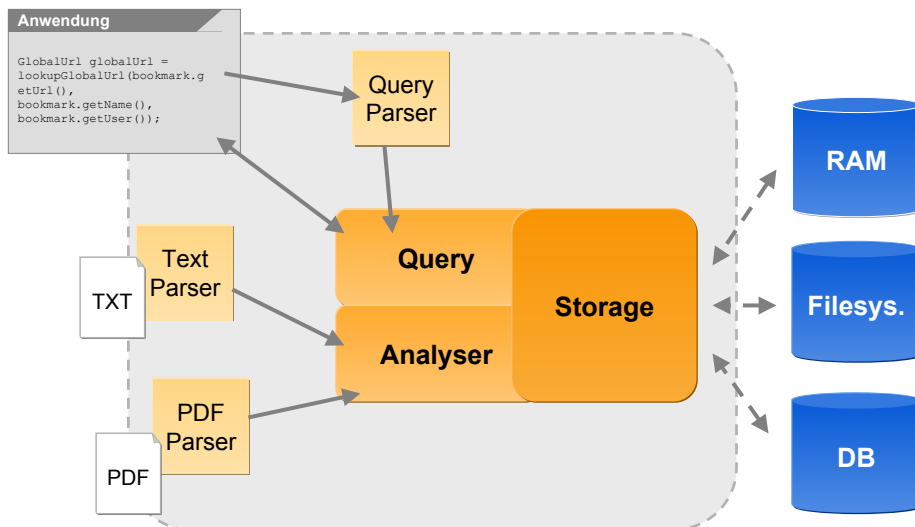 Anwendung
GlobalUrl globalUrl =
lookupGlobalUrl(bookmark.g
etUrl(),
bookmark.getName(),
bookmark.getUser());
Query
Parser
RAM
Text
Parser
TXT
Query
Storage
Filesys.
Analyser
PDF
Parser
PDF
DB